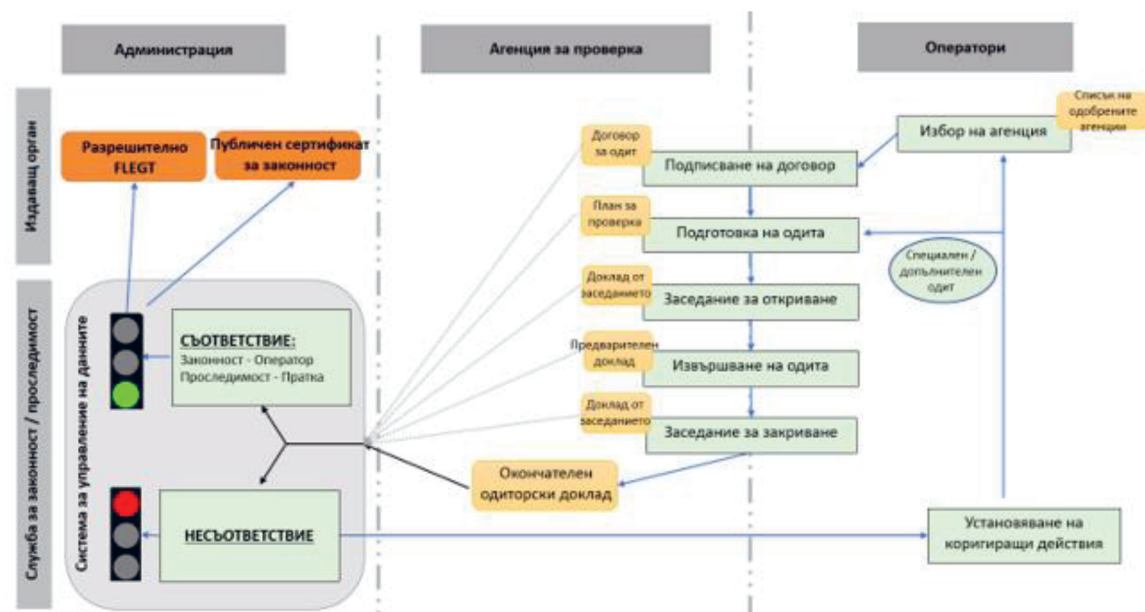 Администрация
Агенция за проверка
Оператори
Издаващ орган
Разрешително
FLEGT
Публичен сертификат
за законност
Договор
за одит
Подписване на договор
Избор на агенция
Списък на
одобрените
агенции
План за
проверка
Подготовка на одита
Специален /
допълнителен
одит
Служба за законност / проследимост
Система за управление на данните
СЪОТВЕТСТВИЕ:
Законност - Оператор
Проследимост - Пратка
Доклад от
заседанието
Заседание за откриване
Предварителен
доклад
Извършване на одита
Доклад от
заседанието
Заседание за закриване
Окончателен
одиторски доклад
НЕСЪОТВЕТСТВИЕ
Установяване на
коригиращи действия